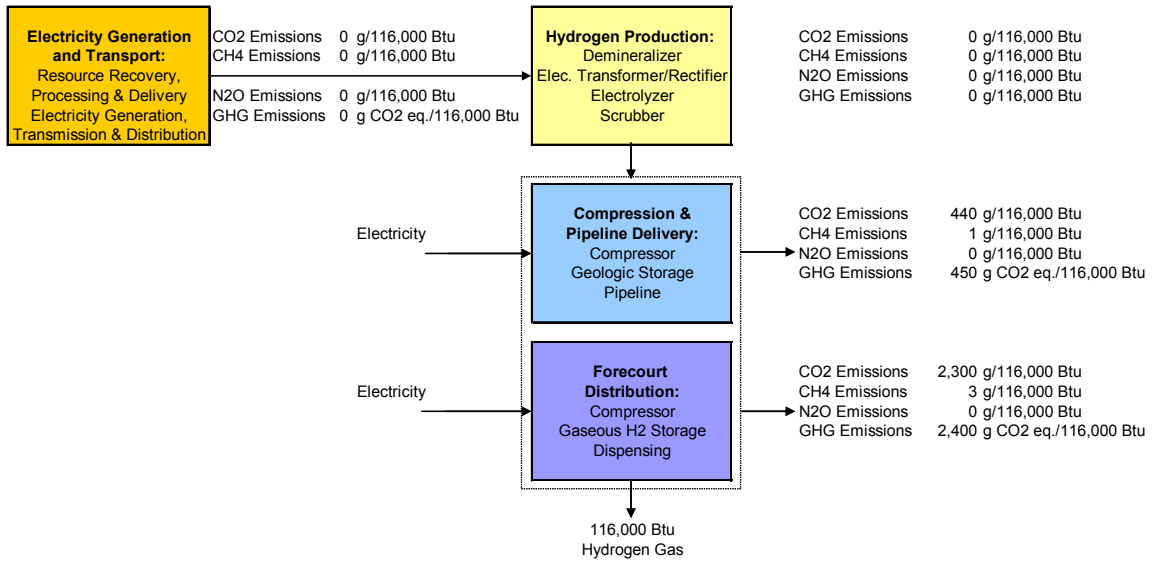 Electricity Generation
and Transport:
Resource Recovery,
Processing & Delivery
Electricity Generation,
Transmission & Distribution
CO2 Emissions 0 g/116,000 Btu
CH4 Emissions 0 g/116,000 Btu
N2O Emissions 0 g/116,000 Btu
GHG Emissions 0 g CO2 eq./116,000 Btu
Hydrogen Production:
Demineralizer
Elec. Transformer/Rectifier
Electrolyzer
Scrubber
CO2 Emissions 0 g/116,000 Btu
CH4 Emissions 0 g/116,000 Btu
N2O Emissions 0 g/116,000 Btu
GHG Emissions 0 g/116,000 Btu
Electricity
Compression &
Pipeline Delivery:
Compressor
Geologic Storage
Pipeline
CO2 Emissions 440 g/116,000 Btu
CH4 Emissions 1 g/116,000 Btu
N2O Emissions 0 g/116,000 Btu
GHG Emissions 450 g CO2 eq./116,000 Btu
Electricity
Forecourt
Distribution:
Compressor
Gaseous H2 Storage
Dispensing
CO2 Emissions 2,300 g/116,000 Btu
CH4 Emissions 3 g/116,000 Btu
N2O Emissions 0 g/116,000 Btu
GHG Emissions 2,400 g CO2 eq./116,000 Btu
116,000 Btu
Hydrogen Gas